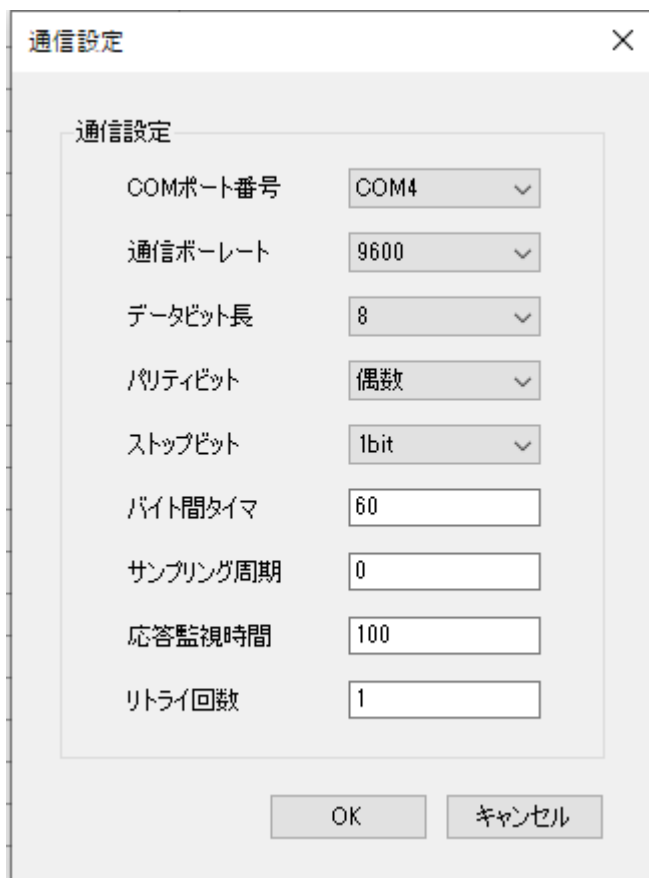 通信設定
通信設定
COMポート番号 COM4
通信ボーレート 9600
データビット長 8
パリティビット 偶数
ストップビット 1bit
バイト間タイマ 60
サンプリング周期 0
応答監視時間 100
リトライ回数 1
OK キャンセル